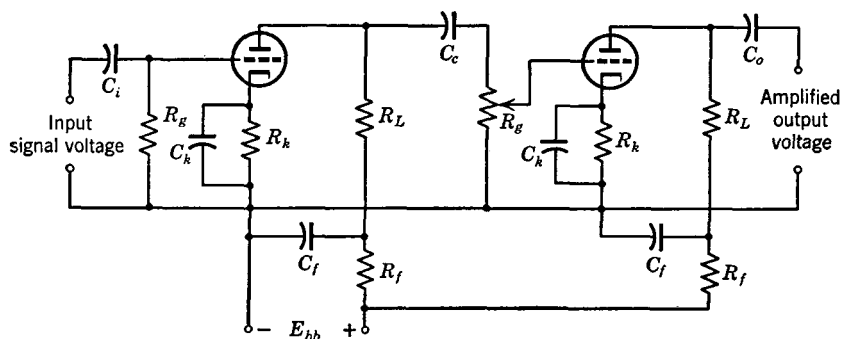 C_c
C_o
C_i
Input
signal voltage
R_g
C_k
R_k
R_L
R_g
C_k
R_k
R_L
Amplified
output
voltage
C_f
R_f
C_f
R_f
− E_bb +